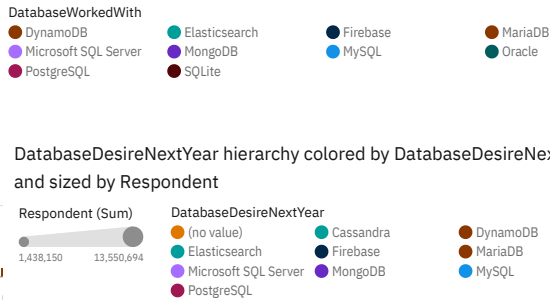 DatabaseWorkedWith
DynamoDB Elasticsearch Firebase MariaDB
Microsoft SQL Server MongoDB MySQL Oracle
PostgreSQL SQLite
DatabaseDesireNextYear hierarchy colored by DatabaseDesireNex
and sized by Respondent
Respondent (Sum) DatabaseDesireNextYear
(no value) Cassandra DynamoDB
Elasticsearch Firebase MariaDB
1,438,150 13,550,694
Microsoft SQL Server MongoDB MySQL
PostgreSQL